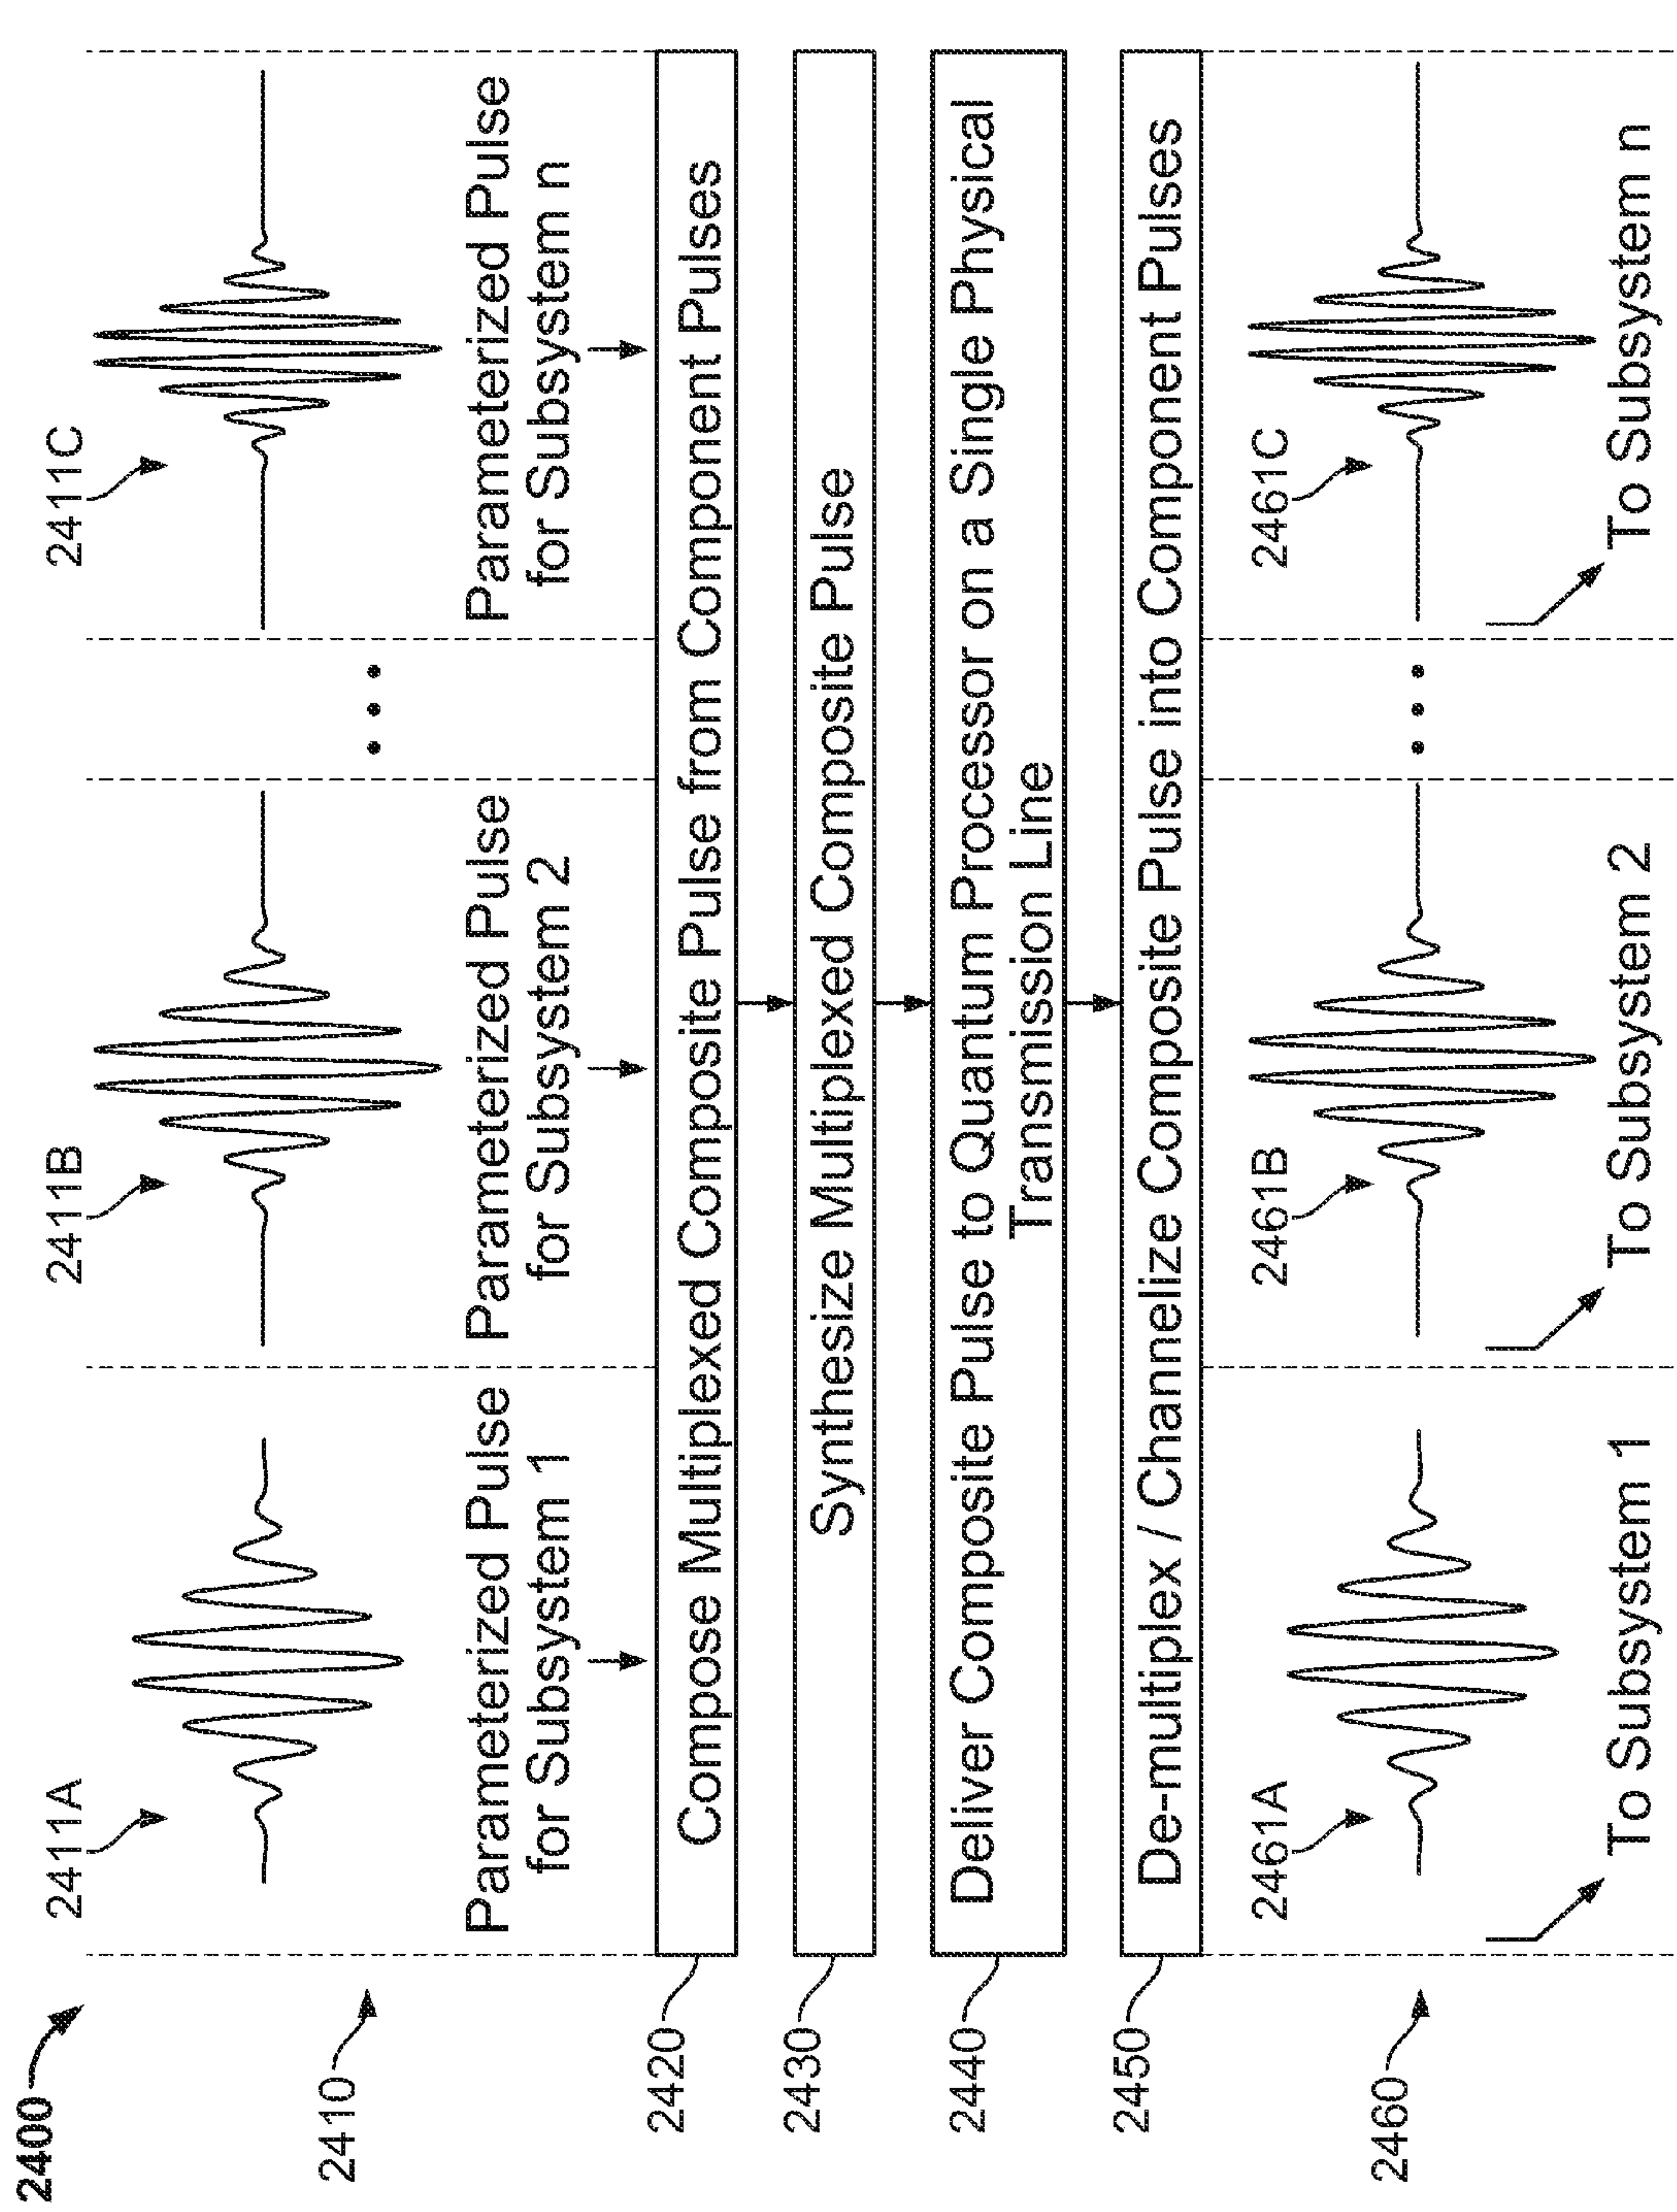 2400
2410
2411A
2411B
2411C
Parameterized Pulse
for Subsystem 1
Parameterized Pulse
for Subsystem 2
Parameterized Pulse
for Subsystem n
2420
Compose Multiplexed Composite Pulse from Component Pulses
2430
Synthesize Multiplexed Composite Pulse
2440
Deliver Composite Pulse to Quantum Processor on a Single Physical
Transmission Line
2450
De-multiplex / Channelize Composite Pulse into Component Pulses
2460
2461A
2461B
2461C
To Subsystem 1
To Subsystem 2
To Subsystem n